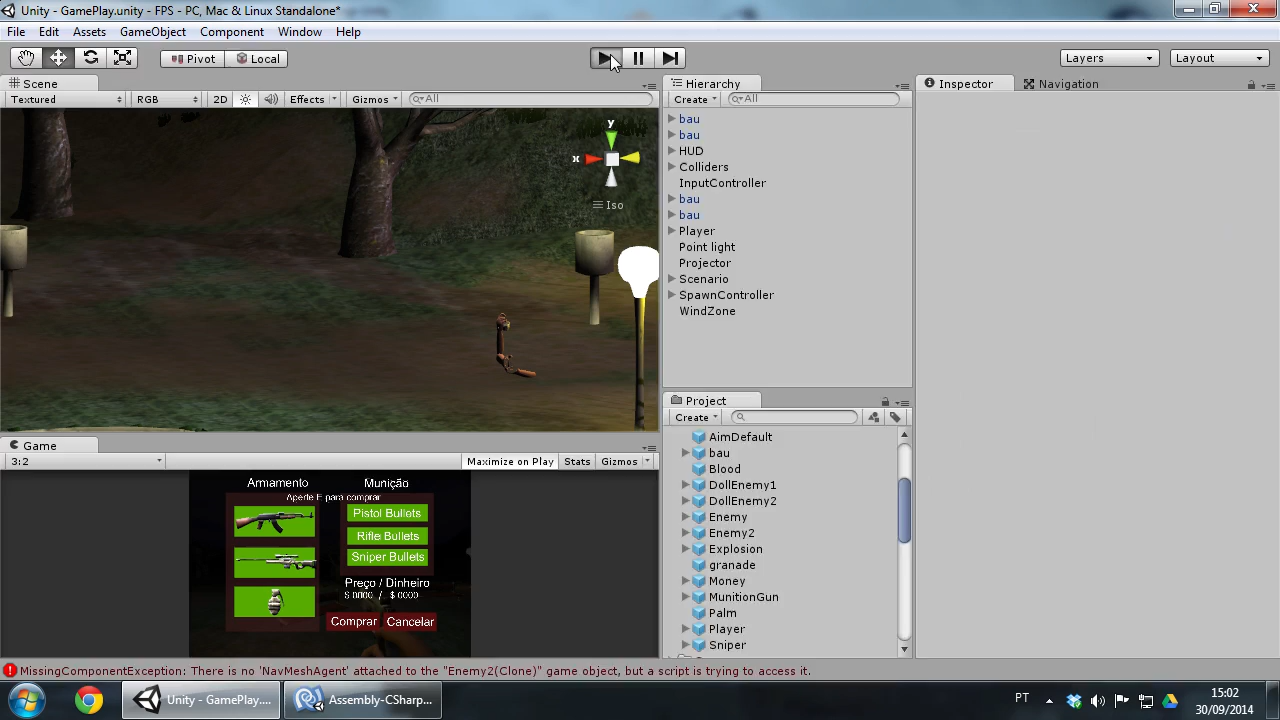 Unity - GamePlay.unity - FPS - PC, Mac & Linux Standalone*
File Edit Assets GameObject Component Window Help
Pivot Local Layers Layout
Scene
Textured RGB 2D Effects Gizmos All
y
x
Iso
Hierarchy
Create All
bau
bau
HUD
Colliders
InputController
bau
bau
Player
Point light
Projector
Scenario
SpawnController
WindZone
Inspector Navigation
Project
Create
AimDefault
bau
Blood
DollEnemy1
DollEnemy2
Enemy
Enemy2
Explosion
granade
Money
MunitionGun
Palm
Player
Sniper
Game
3:2 Maximize on Play Stats Gizmos
Armamento Munição
Aperte E para comprar
Pistol Bullets
Rifle Bullets
Sniper Bullets
Preço / Dinheiro
$ 0000 / $ 0000
Comprar Cancelar
MissingComponentException: There is no 'NavMeshAgent' attached to the "Enemy2(Clone)" game object, but a script is trying to access it.
Unity - GamePlay.... Assembly-CSharp... PT 15:02
30/09/2014